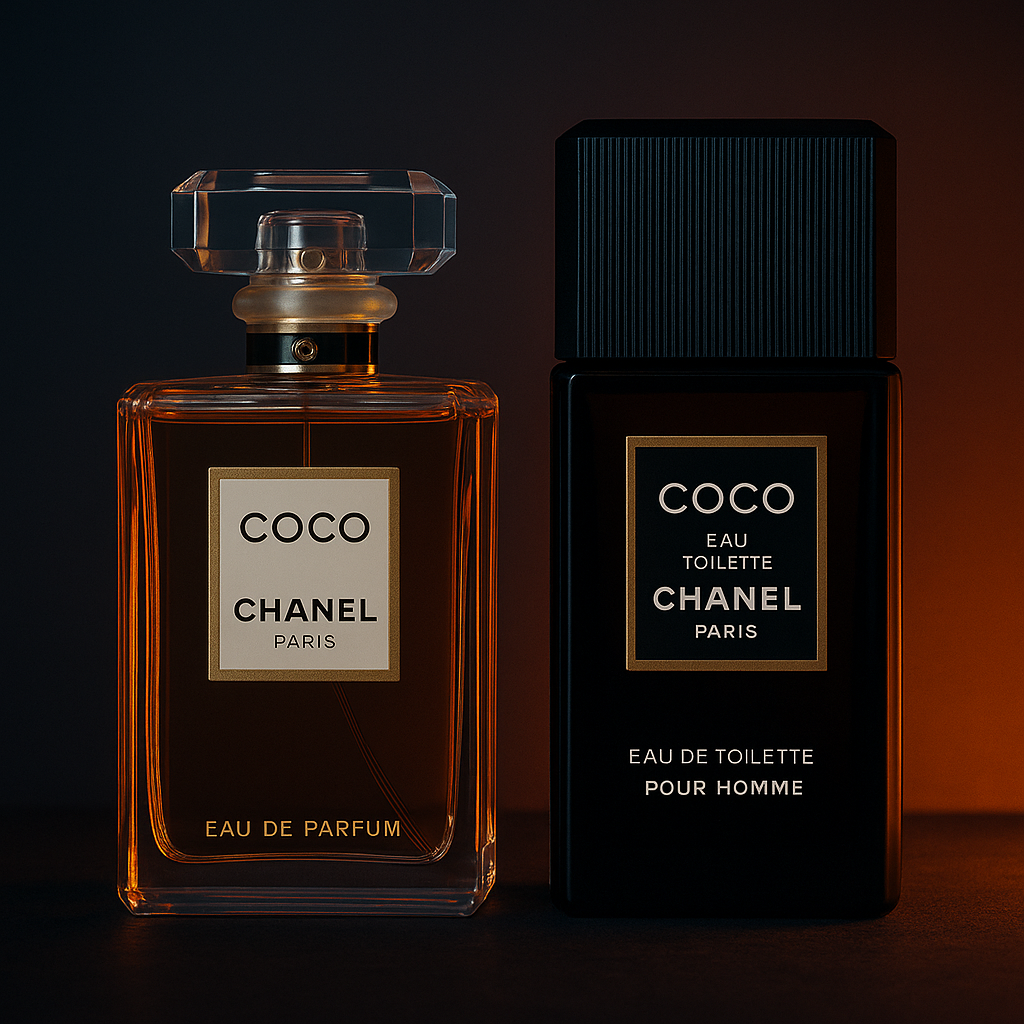 COCO
CHANEL
PARIS
EAU DE PARFUM
COCO
EAU
TOILETTE
CHANEL
PARIS
EAU DE TOILETTE
POUR HOMME